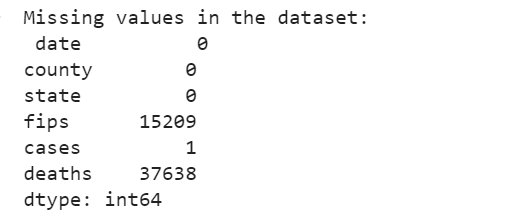 Missing values in the dataset:
date 0
county 0
state 0
fips 15209
cases 1
deaths 37638
dtype: int64